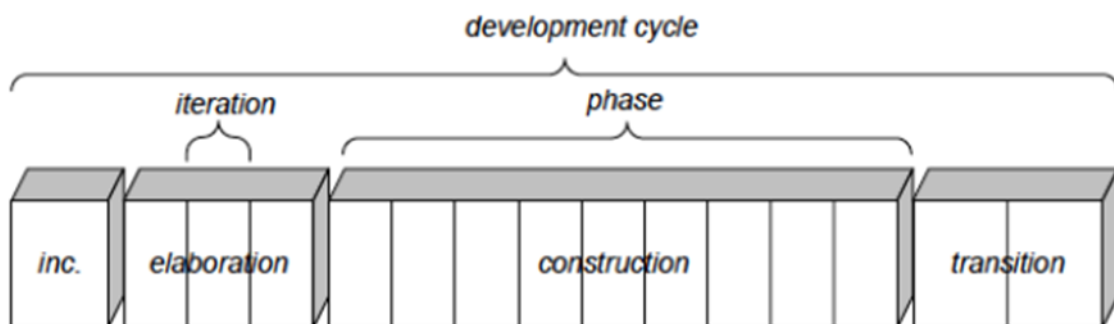 development cycle
iteration
phase
inc.
elaboration
construction
transition